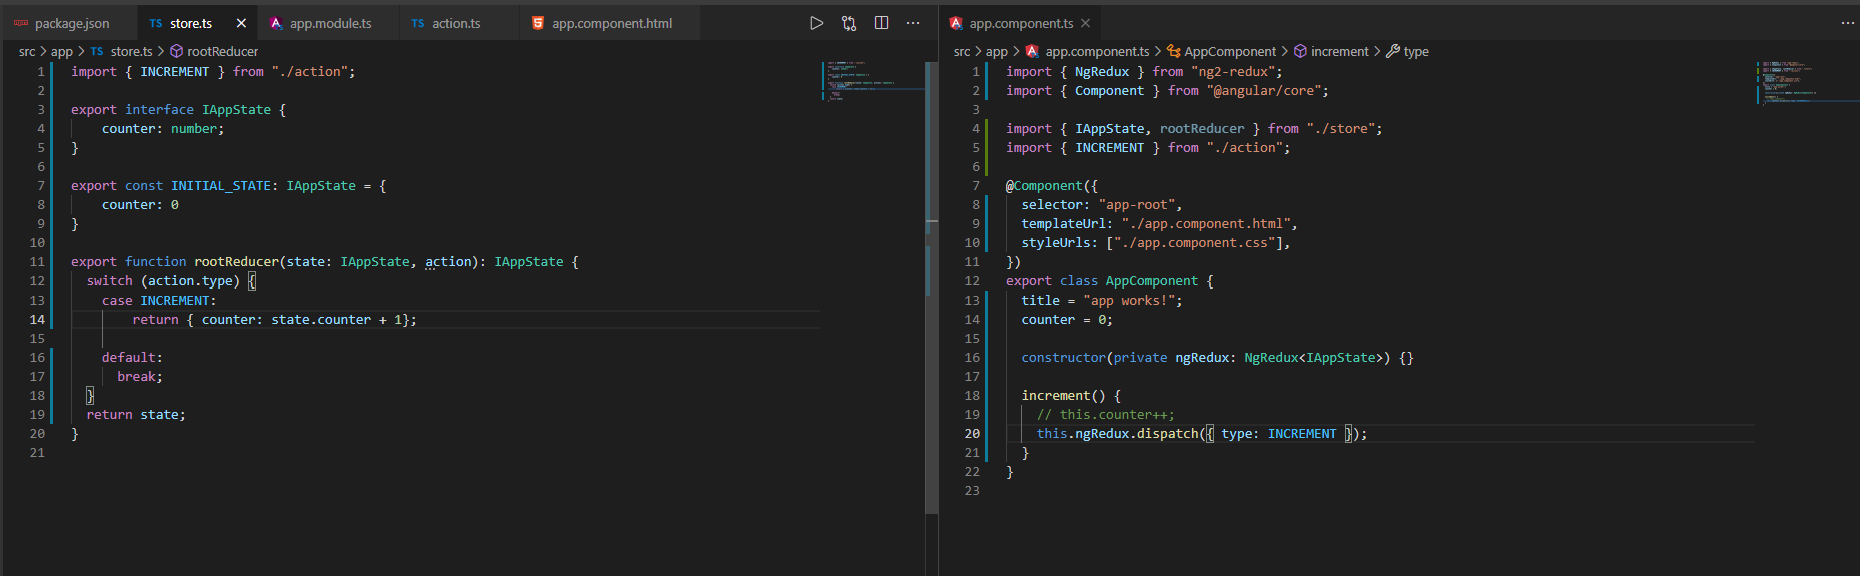 package.json
TS store.ts
app.module.ts
TS action.ts
app.component.html
src > app > TS store.ts > rootReducer
1 import { INCREMENT } from "./action";
2
3 export interface IAppState {
4     counter: number;
5 }
6
7 export const INITIAL_STATE: IAppState = {
8     counter: 0
9 }
10
11 export function rootReducer(state: IAppState, action): IAppState {
12   switch (action.type) {
13     case INCREMENT:
14         return { counter: state.counter + 1};
15
16     default:
17       break;
18   }
19   return state;
20 }
21
app.component.ts
src > app > app.component.ts > AppComponent > increment > type
1 import { NgRedux } from "ng2-redux";
2 import { Component } from "@angular/core";
3
4 import { IAppState, rootReducer } from "./store";
5 import { INCREMENT } from "./action";
6
7 @Component({
8   selector: "app-root",
9   templateUrl: "./app.component.html",
10   styleUrls: ["./app.component.css"],
11 })
12 export class AppComponent {
13   title = "app works!";
14   counter = 0;
15
16   constructor(private ngRedux: NgRedux<IAppState>) {}
17
18   increment() {
19     // this.counter++;
20     this.ngRedux.dispatch({ type: INCREMENT });
21   }
22 }
23